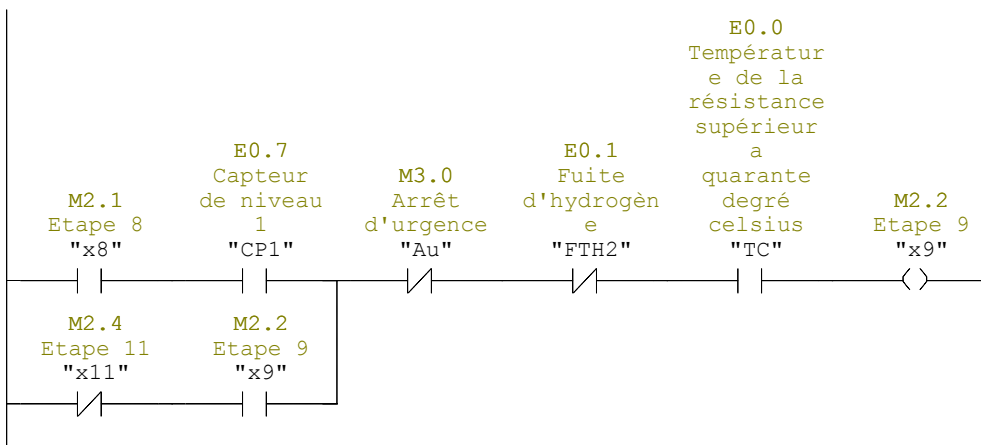 E0.0
Températur
e de la
résistance
supérieur
a
quarante
degré
celsius
"TC"
E0.7
Capteur
de niveau
1
"CP1"
E0.1
Fuite
d'hydrogèn
e
"FTH2"
M3.0
Arrêt
d'urgence
"Au"
M2.1
Etape 8
"x8"
M2.2
Etape 9
"x9"
M2.4
Etape 11
"x11"
M2.2
Etape 9
"x9"